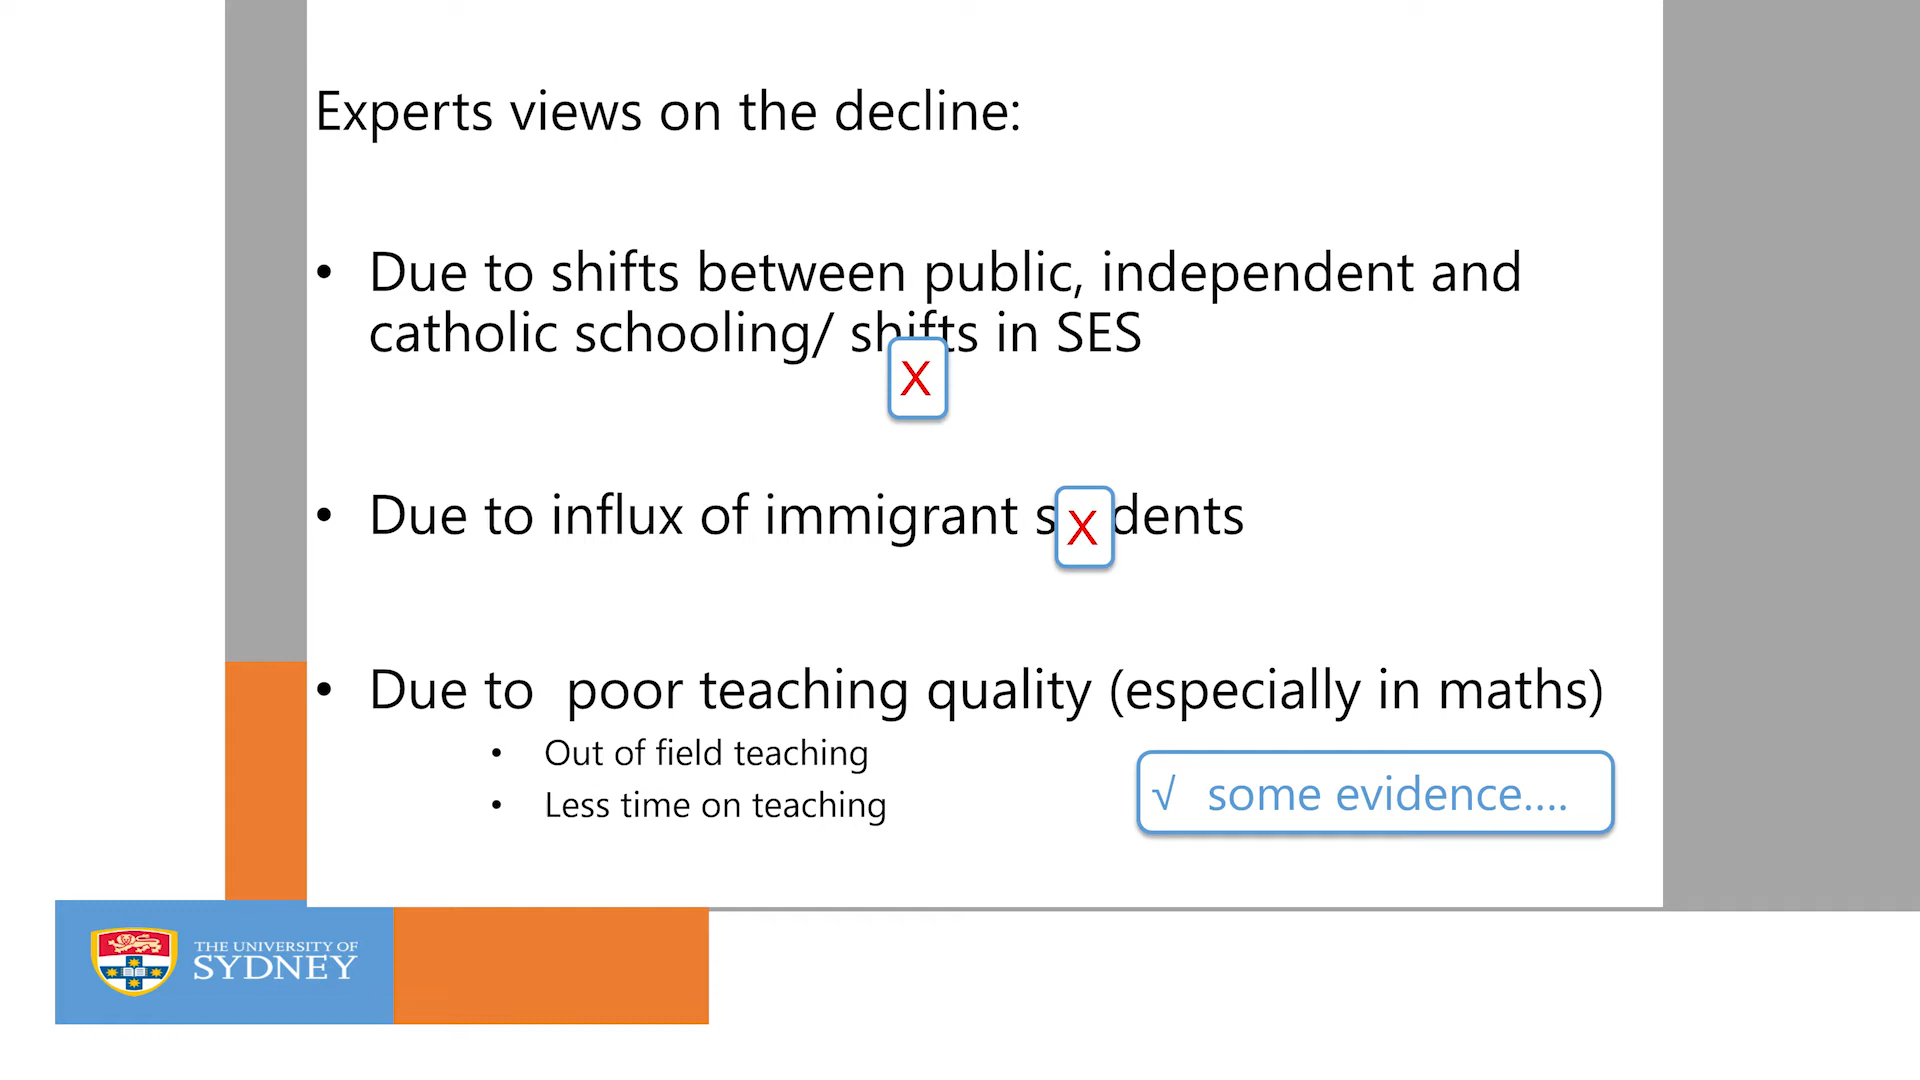 Experts views on the decline:
• Due to shifts between public, independent and
catholic schooling/ shifts in SES
X
• Due to influx of immigrant s dents
X
• Due to  poor teaching quality (especially in maths)
• Out of field teaching
• Less time on teaching
√ some evidence....
THE UNIVERSITY OF
SYDNEY